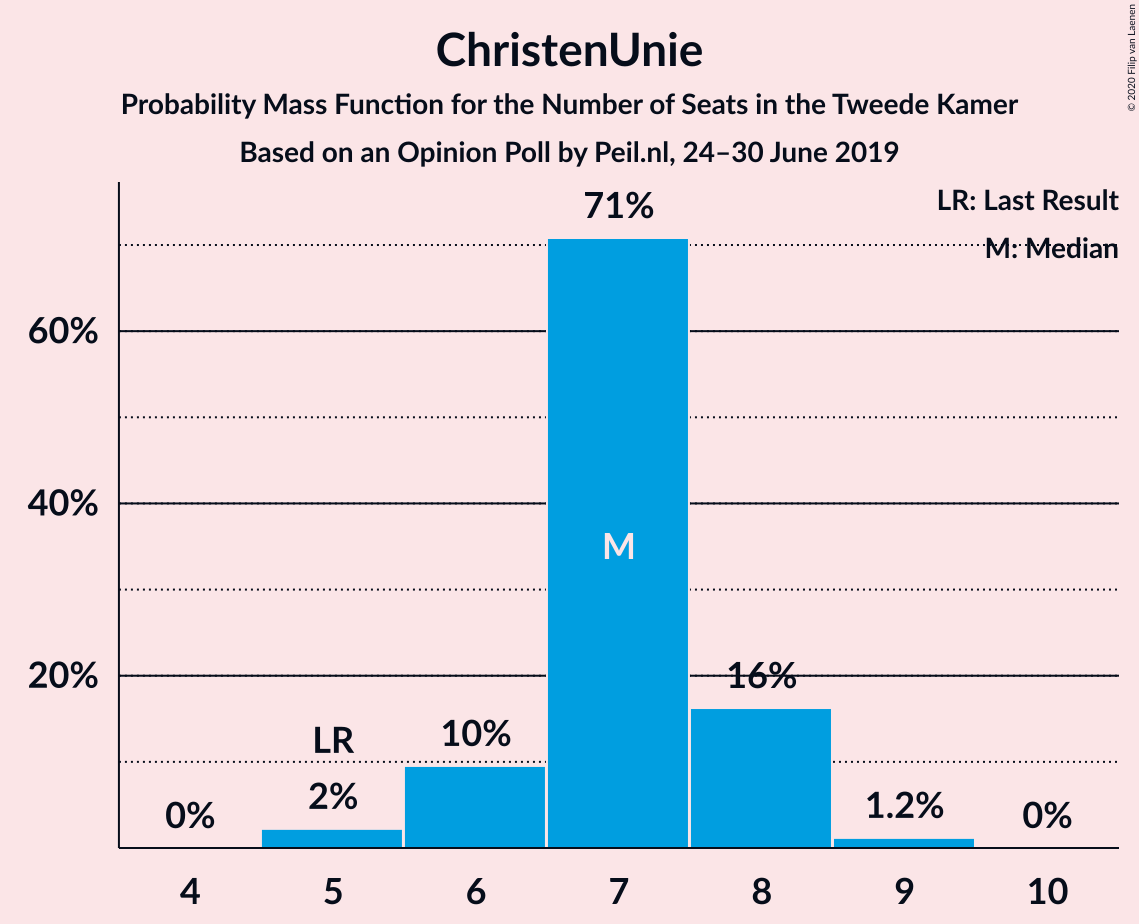 ChristenUnie
Probability Mass Function for the Number of Seats in the Tweede Kamer
Based on an Opinion Poll by Peil.nl, 24–30 June 2019
© 2020 Filip van Laenen
LR: Last Result
M: Median
71%
60%
40%
M
20%
16%
LR
10%
2%
1.2%
0%
0%
4 5 6 7 8 9 10